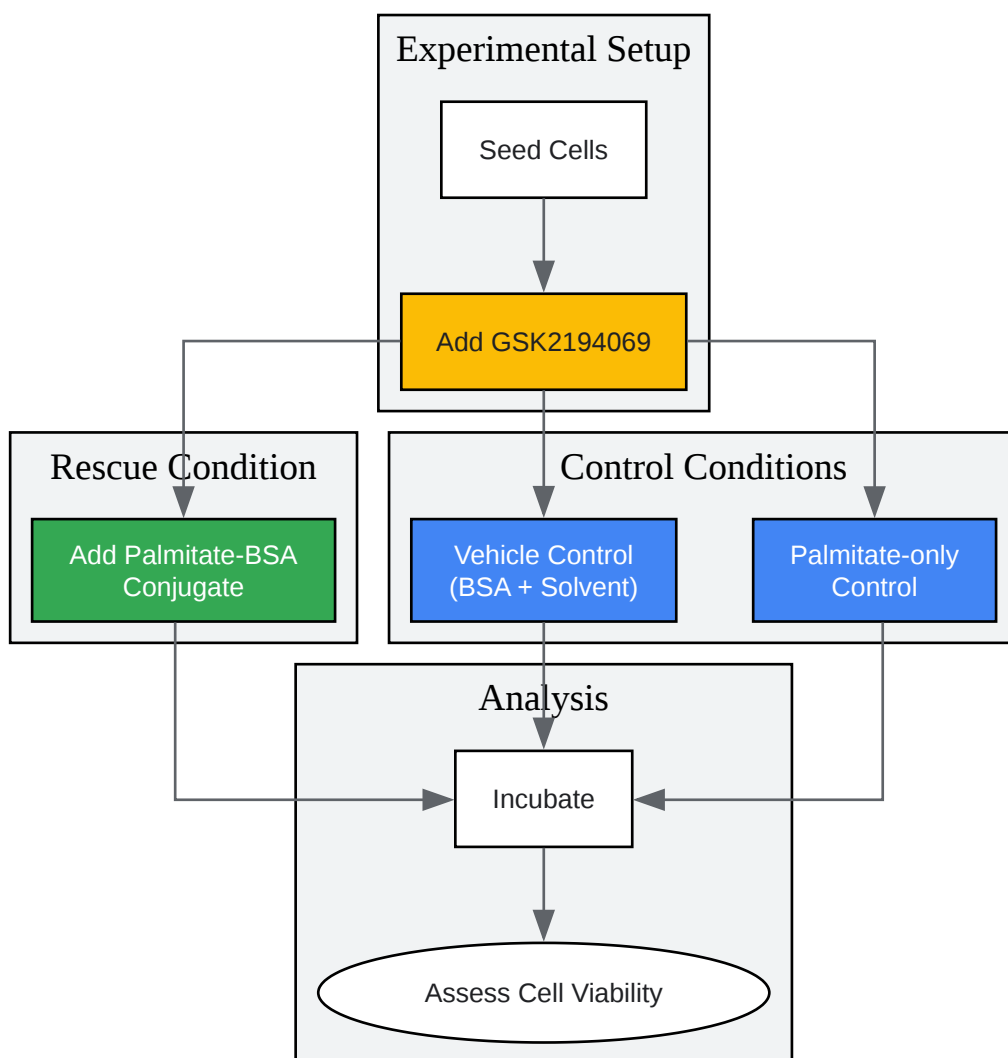 Experimental Setup
Seed Cells
Add GSK2194069
Rescue Condition
Control Conditions
Add Palmitate-BSA
Conjugate
Vehicle Control
(BSA + Solvent)
Palmitate-only
Control
Analysis
Incubate
Assess Cell Viability